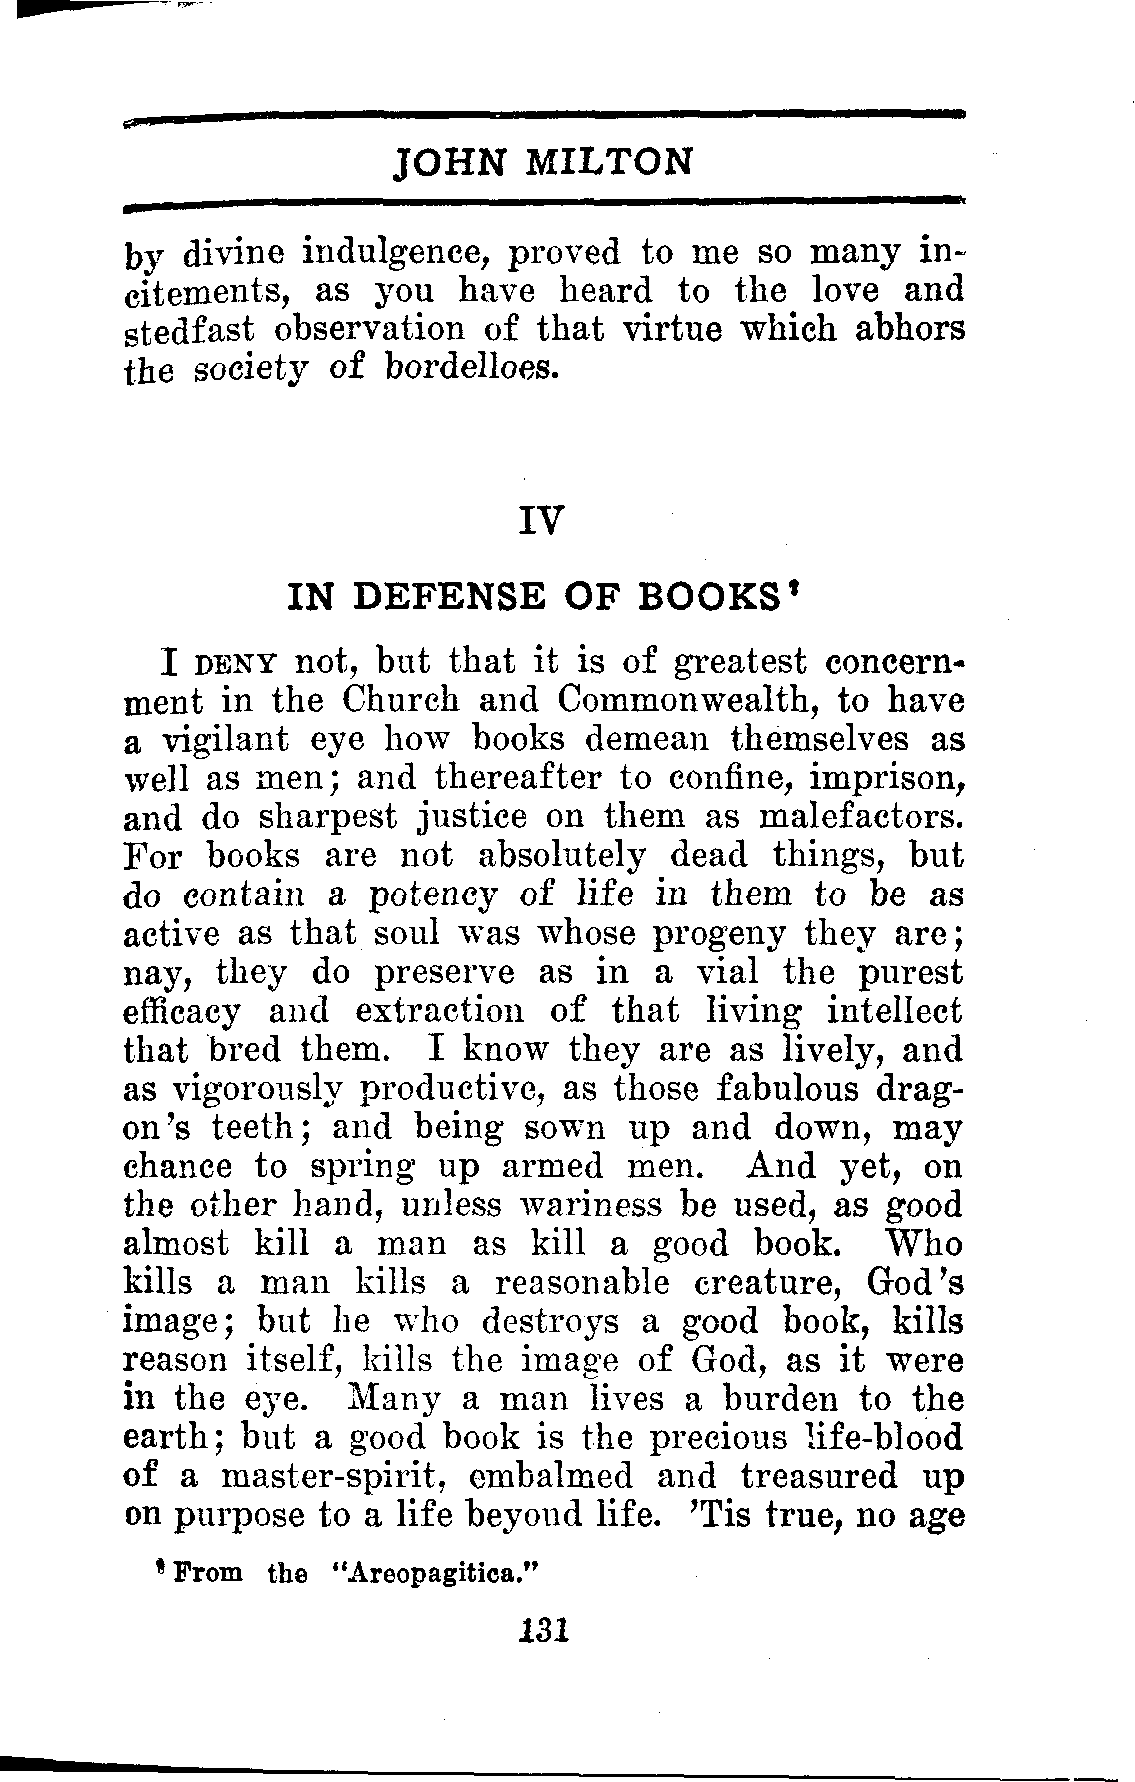 JOHN MILTON
by divine indulgence, proved to me so many in-
citements, as you have heard to the love and
stedfast observation of that virtue which abhors
the society of bordelloes.
IV
IN DEFENSE OF BOOKS⁹
I DENY not, but that it is of greatest concern-
ment in the Church and Commonwealth, to have
a vigilant eye how books demean themselves as
well as men; and thereafter to confine, imprison,
and do sharpest justice on them as malefactors.
For books are not absolutely dead things, but
do contain a potency of life in them to be as
active as that soul was whose progeny they are;
nay, they do preserve as in a vial the purest
efficacy and extraction of that living intellect
that bred them. I know they are as lively, and
as vigorously productive, as those fabulous drag-
on's teeth; and being sown up and down, may
chance to spring up armed men. And yet, on
the other hand, unless wariness be used, as good
almost kill a man as kill a good book. Who
kills a man kills a reasonable creature, God's
image; but he who destroys a good book, kills
reason itself, kills the image of God, as it were
in the eye. Many a man lives a burden to the
earth; but a good book is the precious life-blood
of a master-spirit, embalmed and treasured up
on purpose to a life beyond life. 'Tis true, no age
⁹ From the "Areopagitica."
131